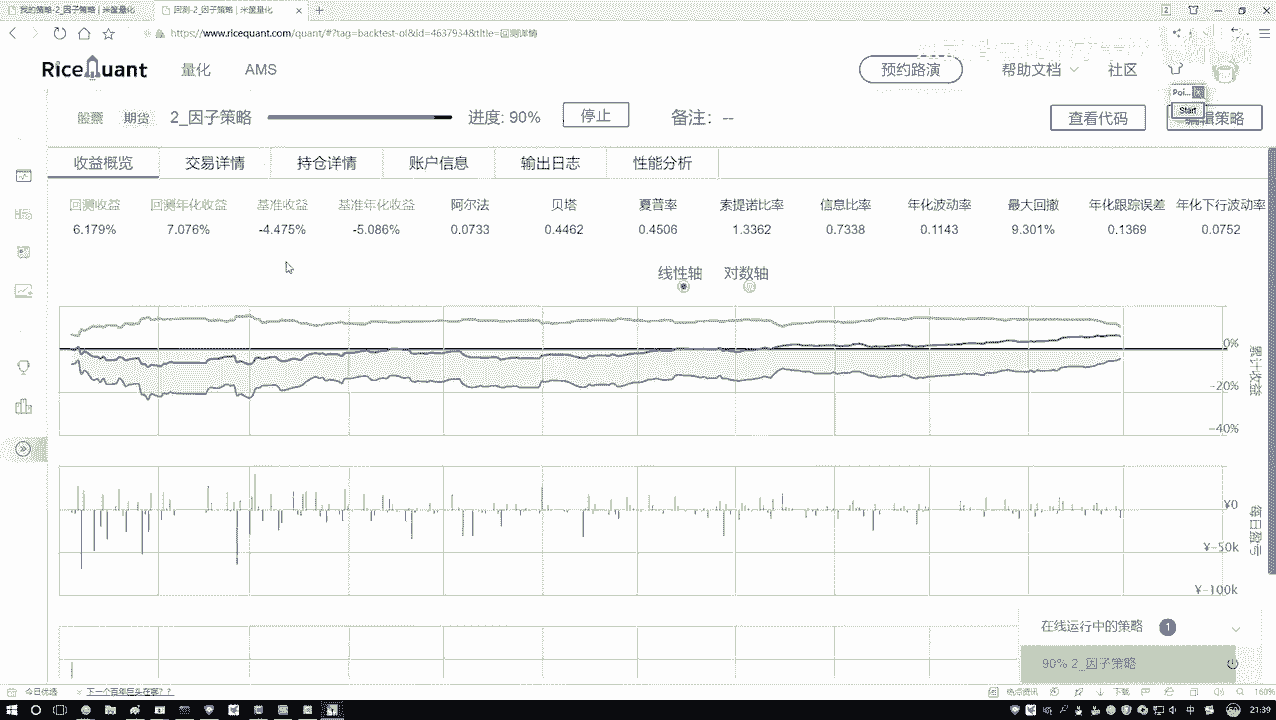 我的策略-2_因子策略 | 米筐量化
回测-2_因子策略 | 米筐量化
https://www.ricequant.com/quant/#?tag=backtest-ol&id=4637934&title=回测详情
RiceQuant 量化 AMS 预约路演 帮助文档 社区
Poi...
Start
股票 期货 2_因子策略 进度: 90% 停止 备注: -- 查看代码 编辑策略
收益概览 交易详情 持仓详情 账户信息 输出日志 性能分析
回测收益 回测年化收益 基准收益 基准年化收益 阿尔法 贝塔 夏普率 索提诺比率 信息比率 年化波动率 最大回撤 年化跟踪误差 年化下行波动率
6.179% 7.076% -4.475% -5.086% 0.0733 0.4462 0.4506 1.3362 0.7338 0.1143 9.301% 0.1369 0.0752
线性轴 对数轴
0%
-20%
-40%
累计收益
¥0
¥-50k
¥-100k
每日盈亏
在线运行中的策略 1
90% 2_因子策略
今日优选 下一个百年巨头在哪？？ 热点资讯 下载 160%
中 21:39